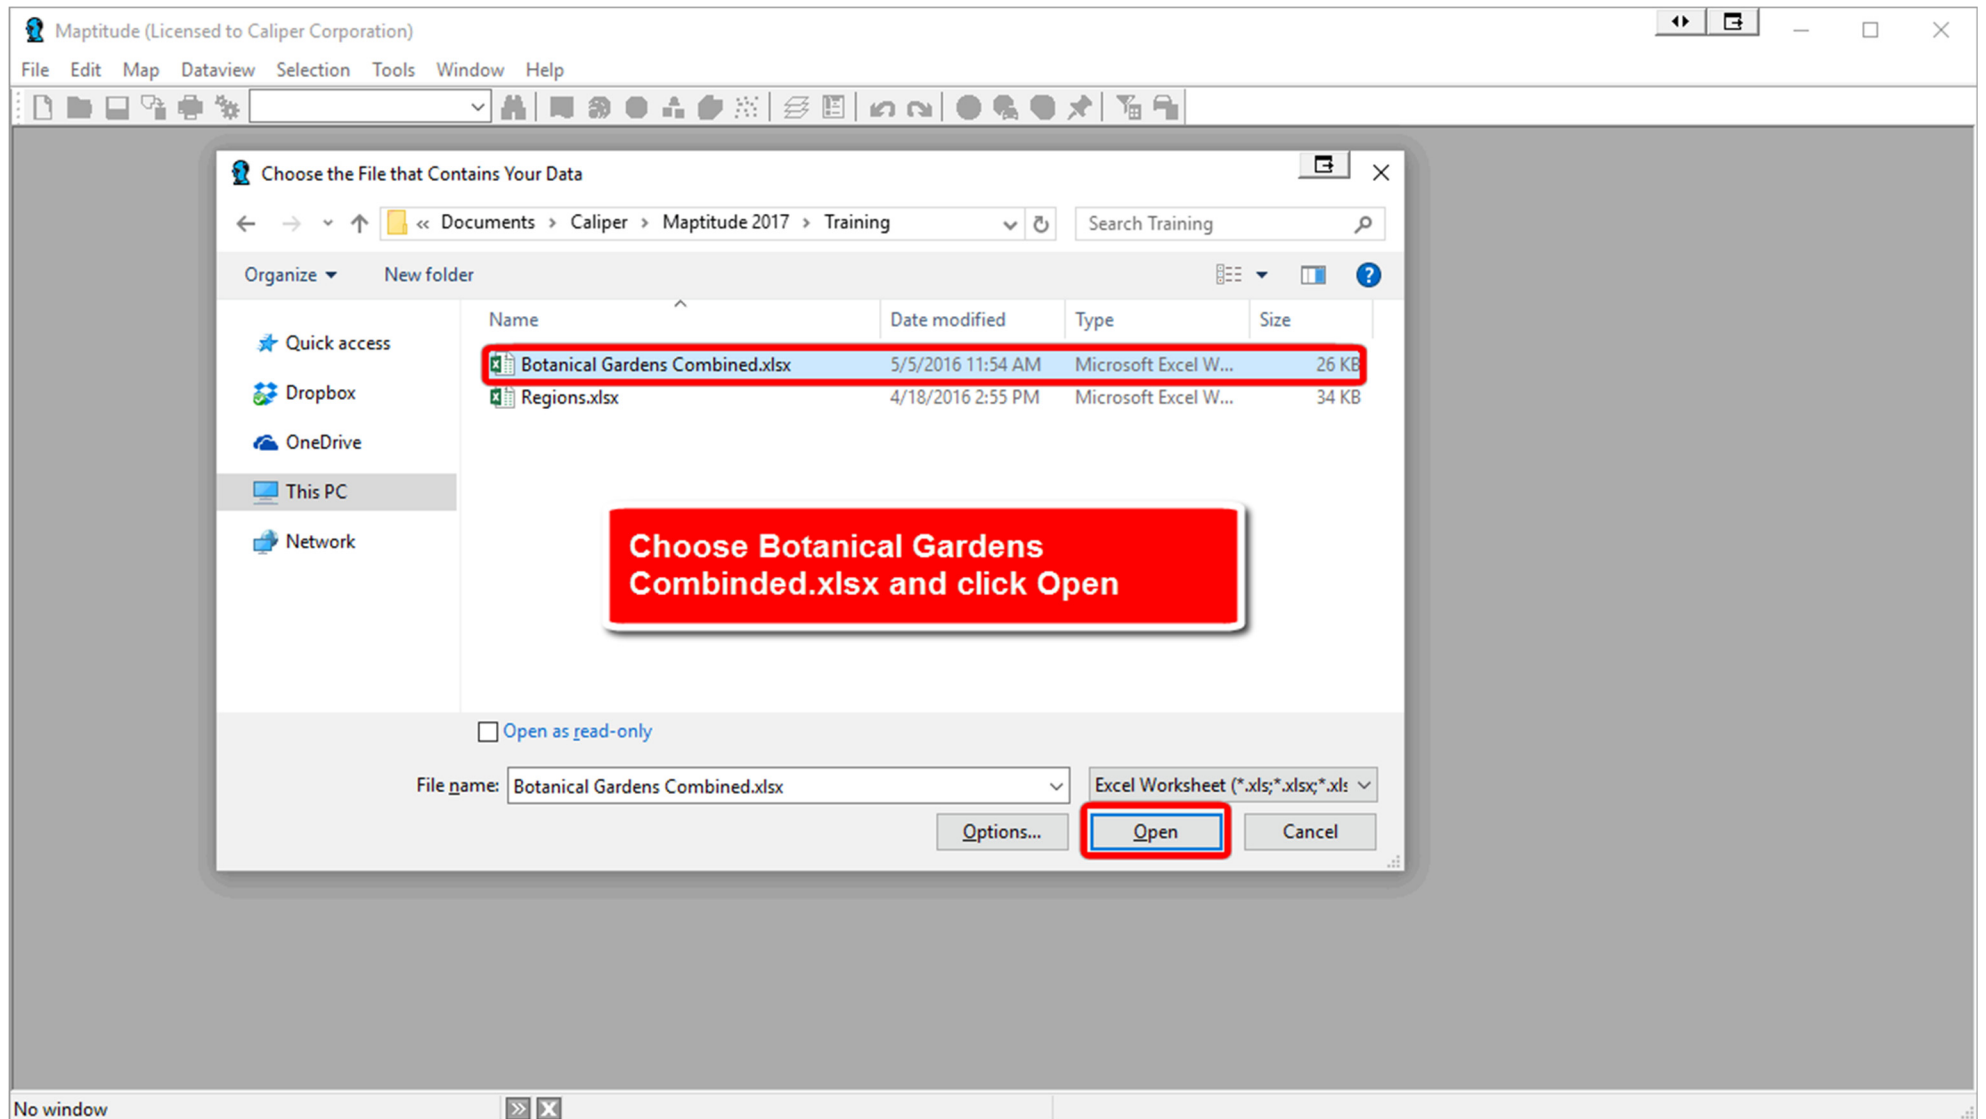 Maptitude (Licensed to Caliper Corporation)
File Edit Map Dataview Selection Tools Window Help
Choose the File that Contains Your Data
« Documents > Caliper > Maptitude 2017 > Training
Search Training
Organize New folder
Name Date modified Type Size
Quick access
Botanical Gardens Combined.xlsx 5/5/2016 11:54 AM Microsoft Excel W... 26 KB
Dropbox
Regions.xlsx 4/18/2016 2:55 PM Microsoft Excel W... 34 KB
OneDrive
This PC
Network
Choose Botanical Gardens
Combinded.xlsx and click Open
Open as read-only
File name: Botanical Gardens Combined.xlsx Excel Worksheet (*.xls;*.xlsx;*.xls
Options... Open Cancel
No window